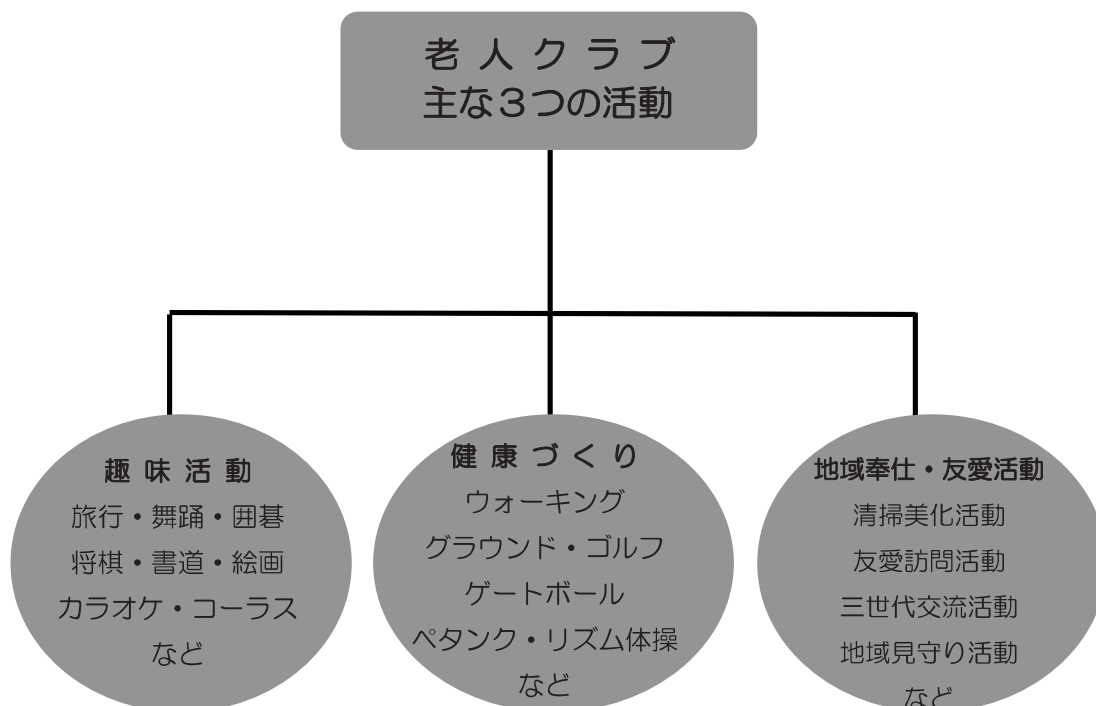 老人クラブ
主な3つの活動
趣味活動
旅行・舞踊・囲碁
将棋・書道・絵画
カラオケ・コーラス
など
健康づくり
ウォーキング
グラウンド・ゴルフ
ゲートボール
ペタンク・リズム体操
など
地域奉仕・友愛活動
清掃美化活動
友愛訪問活動
三世代交流活動
地域見守り活動
など